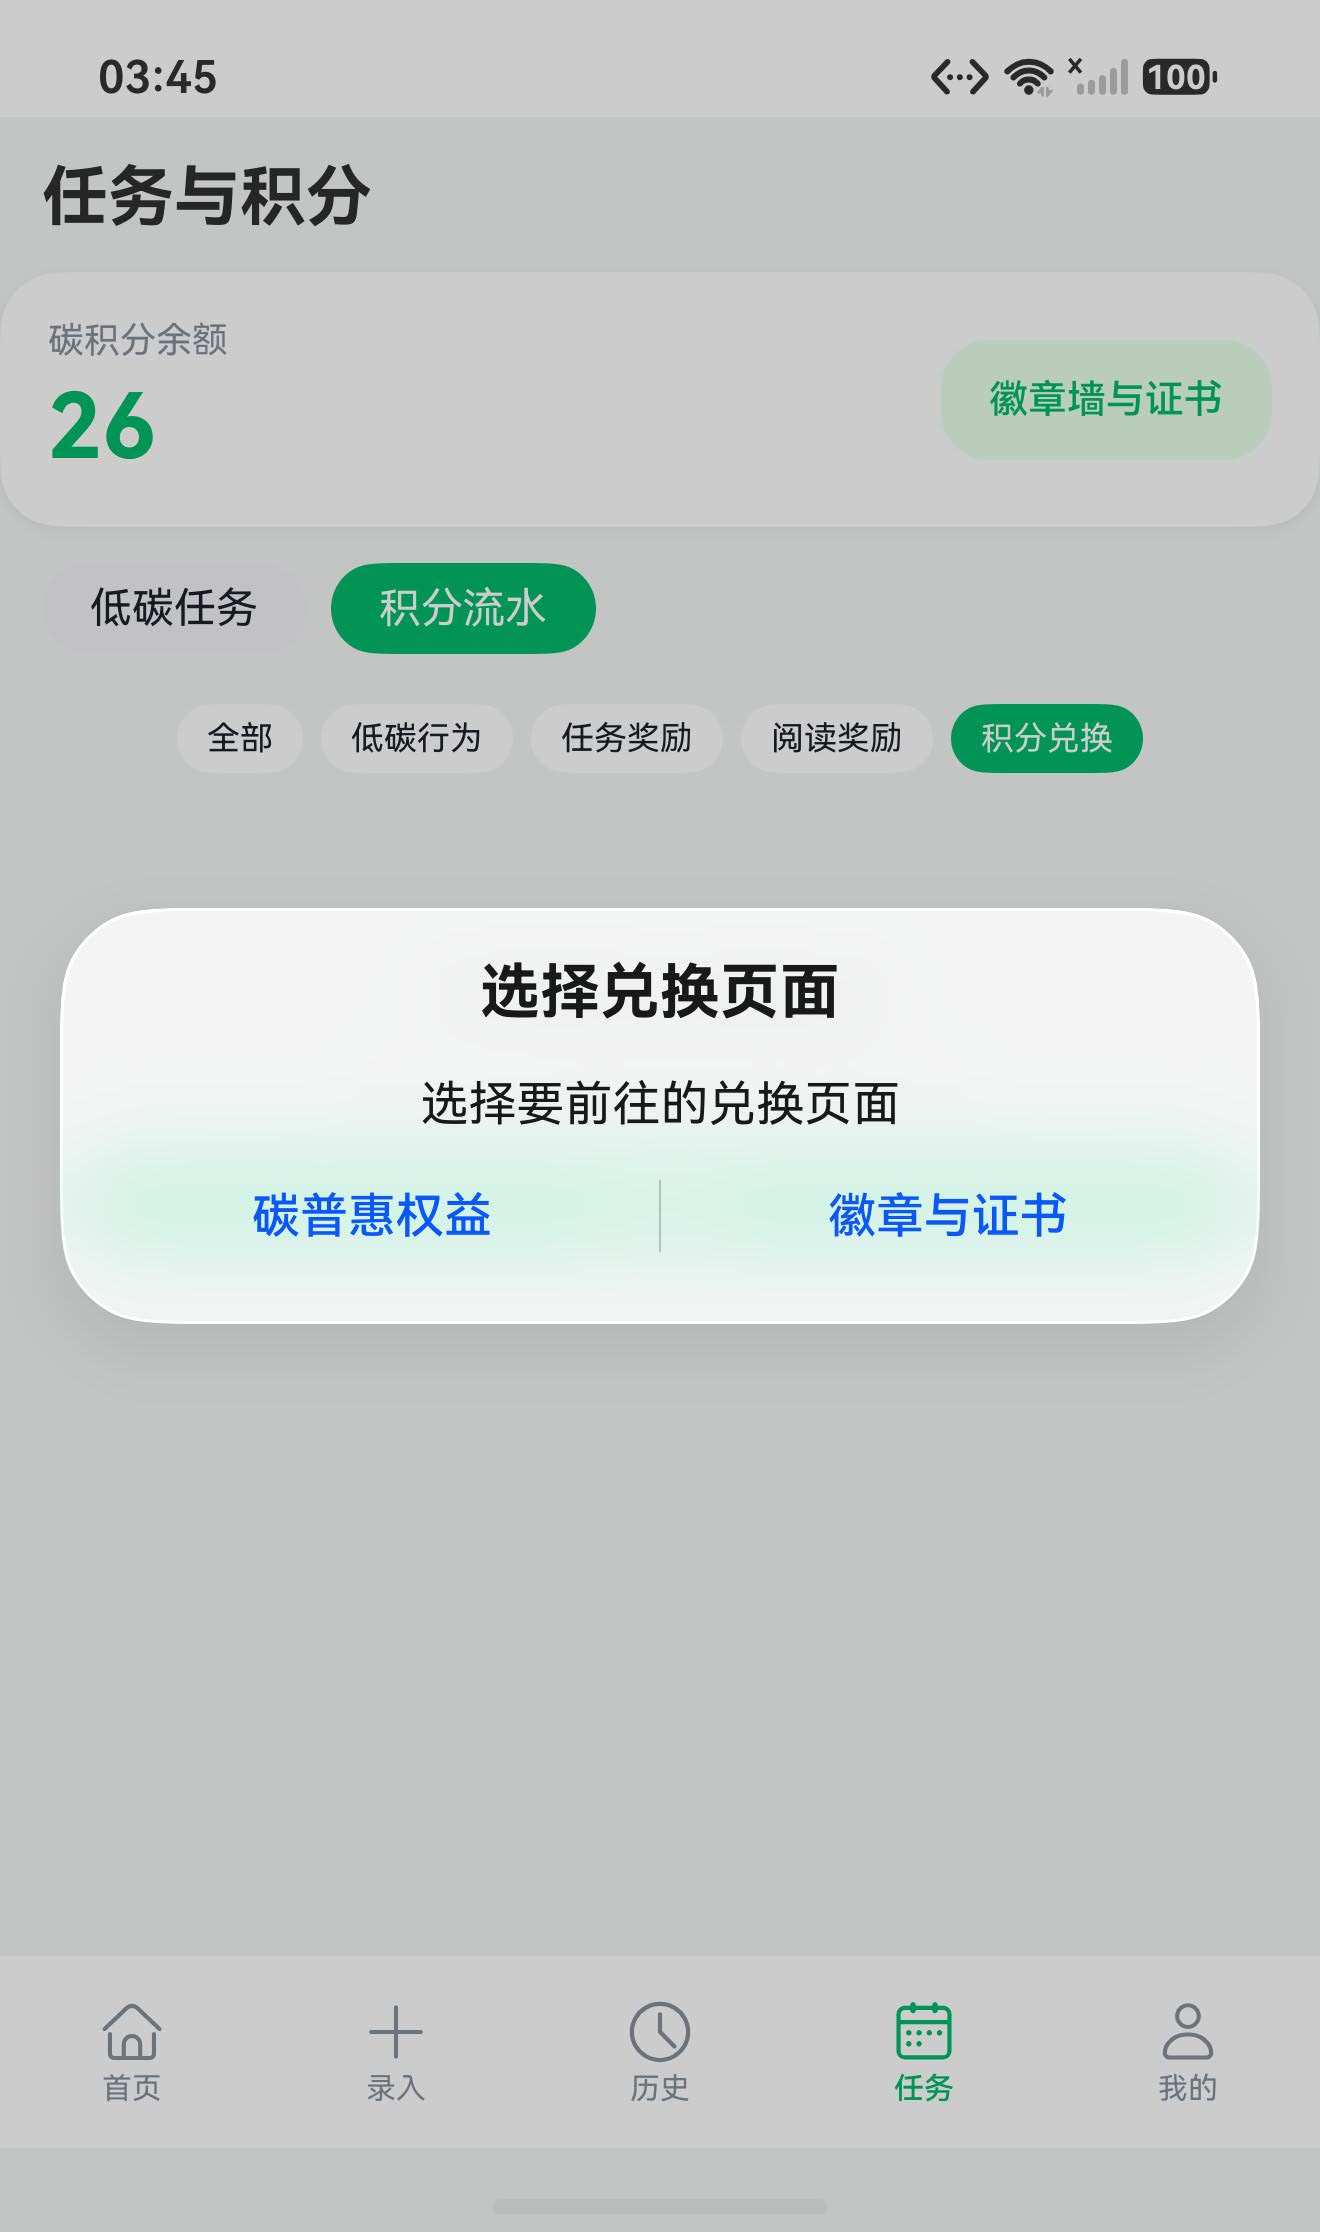 03:45
100
任务与积分
碳积分余额
26
徽章墙与证书
低碳任务
积分流水
全部
低碳行为
任务奖励
阅读奖励
积分兑换
选择兑换页面
选择要前往的兑换页面
碳普惠权益
徽章与证书
首页
录入
历史
任务
我的